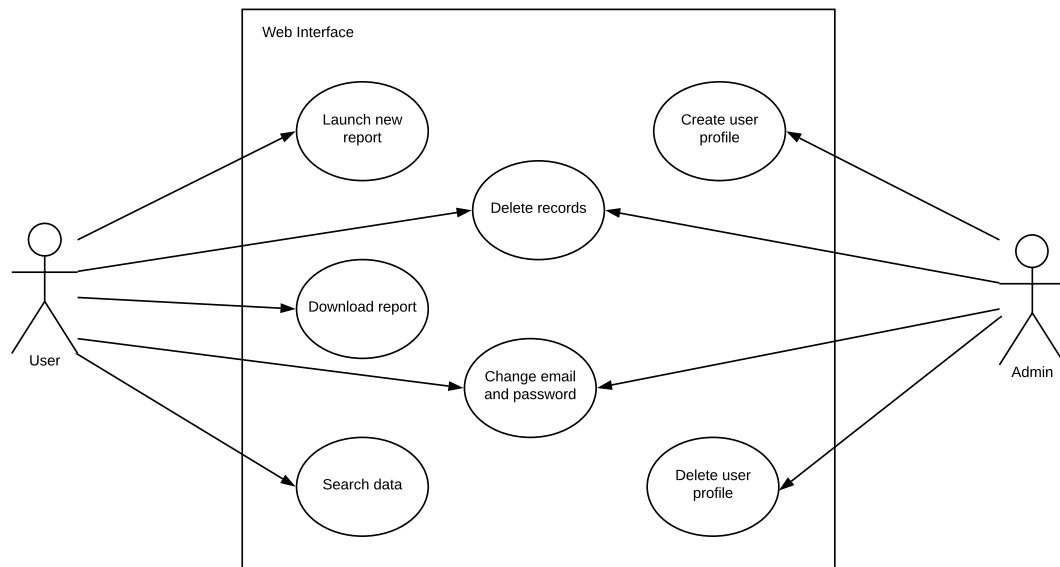 Web Interface
Launch new
report
Create user
profile
Delete records
Download report
User
Change email
and password
Admin
Search data
Delete user
profile